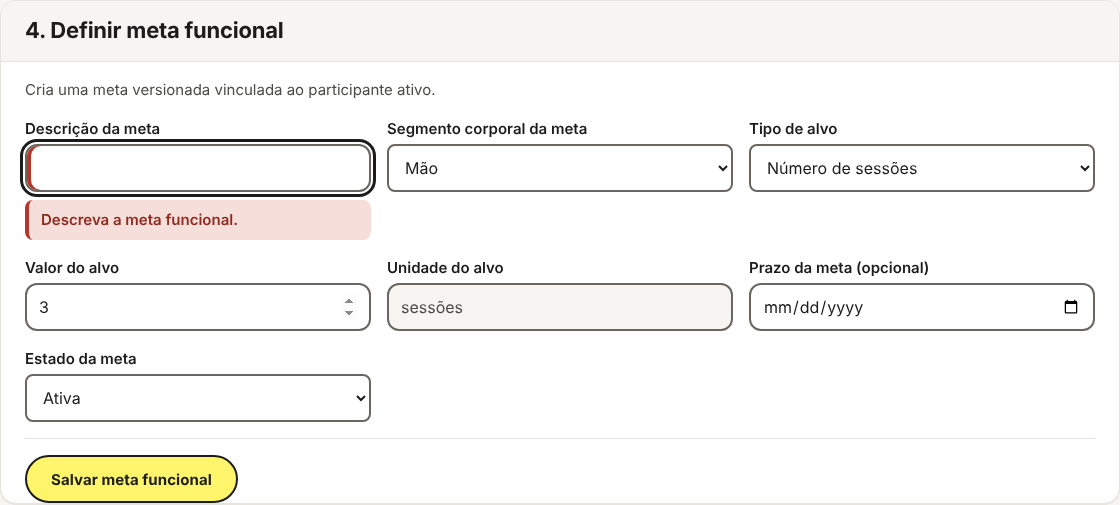 4. Definir meta funcional
Cria uma meta versionada vinculada ao participante ativo.
Descrição da meta
Segmento corporal da meta
Tipo de alvo
Mão
Número de sessões
Descreva a meta funcional.
Valor do alvo
Unidade do alvo
Prazo da meta (opcional)
3
sessões
mm/dd/yyyy
Estado da meta
Ativa
Salvar meta funcional